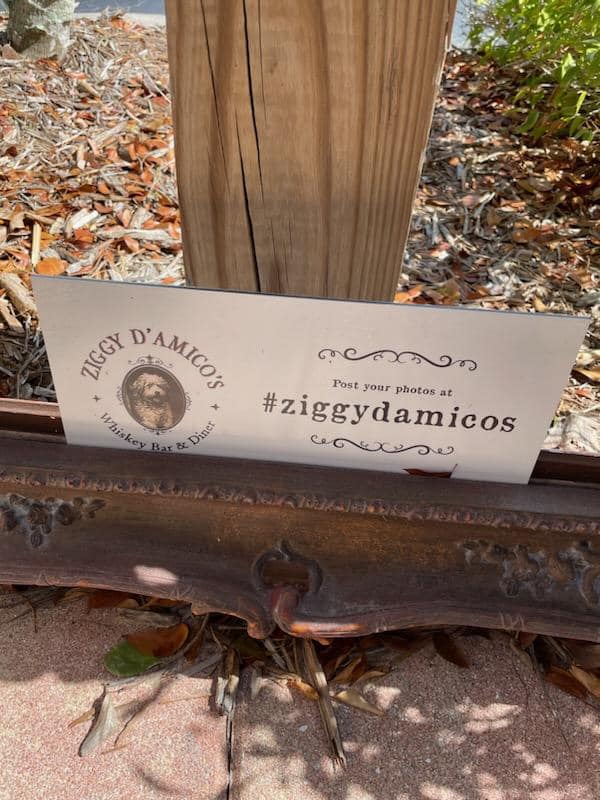 ZIGGY D'AMICO'S
Whiskey Bar & Diner
Post your photos at
#ziggydamicos